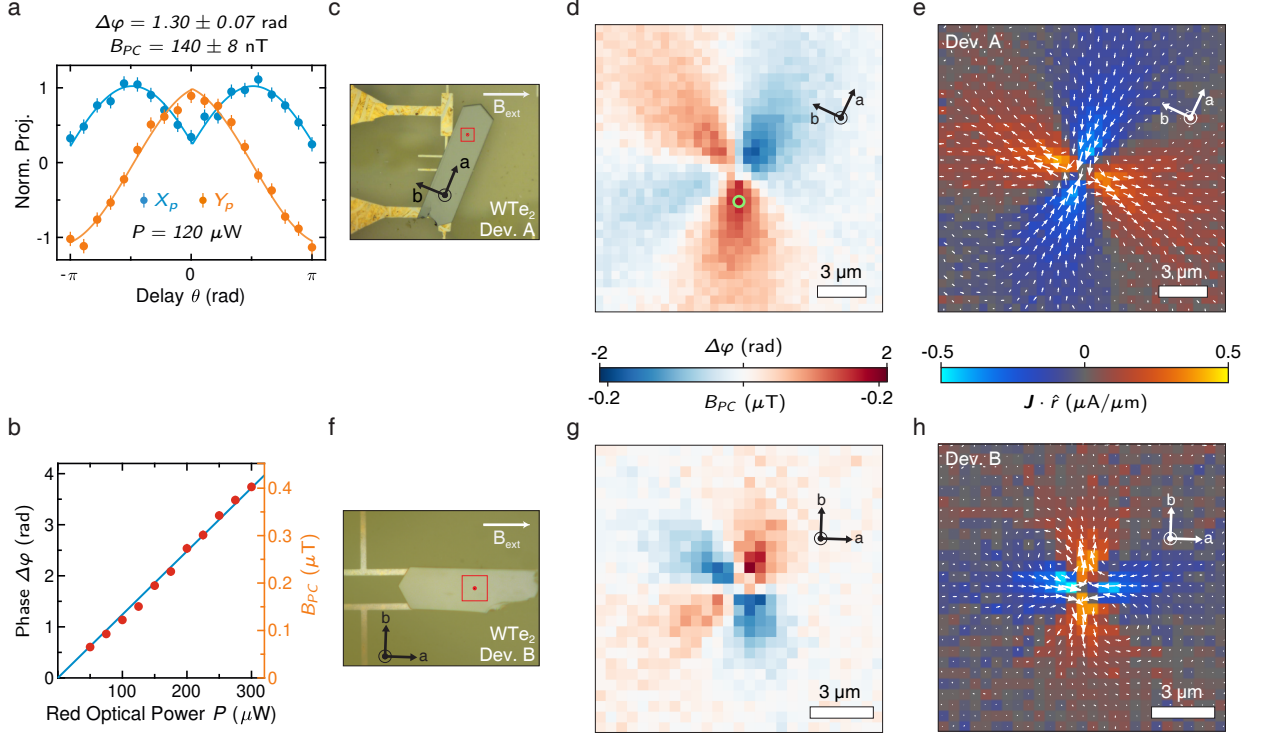 a
Δφ = 1.30 ± 0.07 rad
B_PC = 140 ± 8 nT
Norm. Proj.
1
0
-1
X_p
Y_p
P = 120 μW
-π
0
π
Delay θ (rad)
c
B_ext
a
b
WTe₂
Dev. A
d
b
a
3 μm
e
Dev. A
b
a
3 μm
Δφ (rad)
-2
2
-0.2
-0.2
B_PC (μT)
-0.5
0
0.5
J · r̂ (μA/μm)
b
Phase Δφ (rad)
4
3
2
1
0
0.4
0.3
0.2
0.1
0
B_PC (μT)
100
200
300
Red Optical Power P (μW)
f
B_ext
b
a
WTe₂
Dev. B
g
b
a
3 μm
h
Dev. B
b
a
3 μm